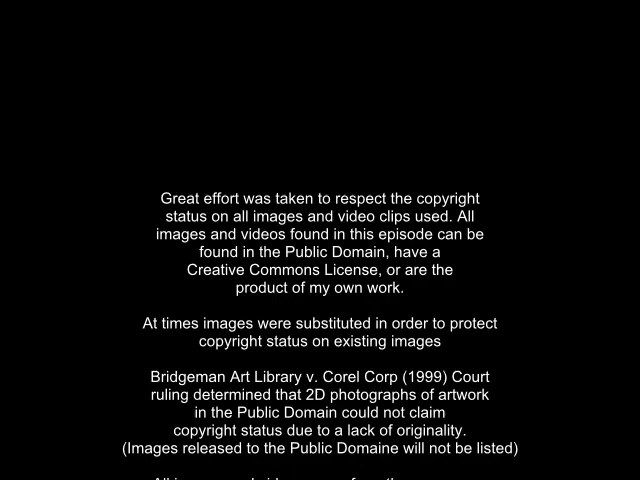 Great effort was taken to respect the copyright
status on all images and video clips used. All
images and videos found in this episode can be
found in the Public Domain, have a
Creative Commons License, or are the
product of my own work.
At times images were substituted in order to protect
copyright status on existing images
Bridgeman Art Library v. Corel Corp (1999) Court
ruling determined that 2D photographs of artwork
in the Public Domain could not claim
copyright status due to a lack of originality.
(Images released to the Public Domaine will not be listed)